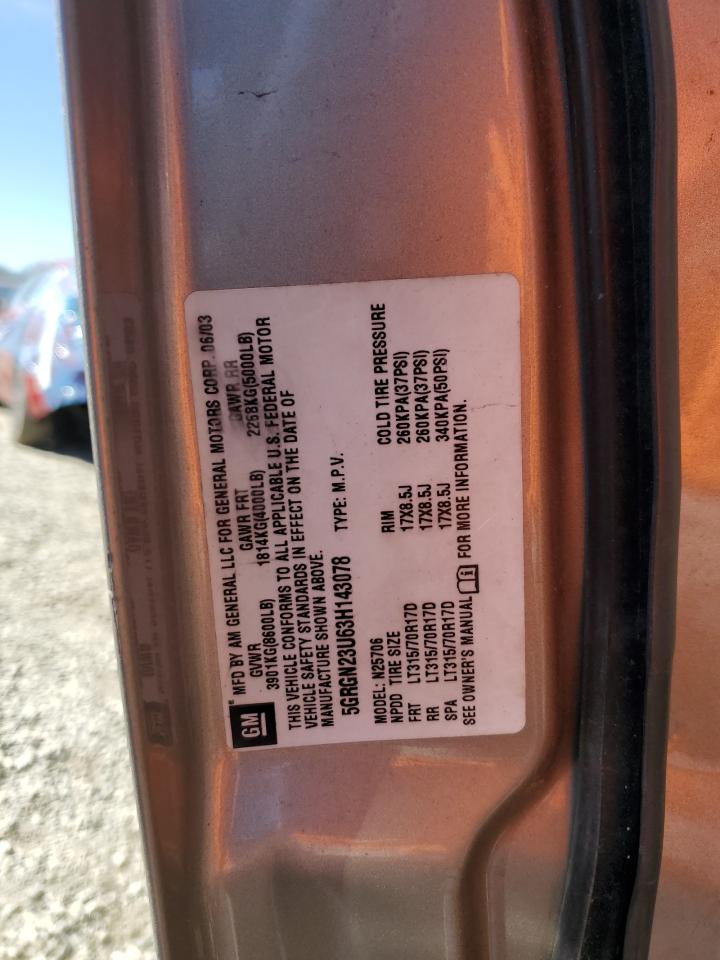 GM
MFD BY AM GENERAL LLC FOR GENERAL MOTORS CORP. 06/03
GVWR GAWR FRT GAWR RR
3901KG(8600LB) 1814KG(4000LB) 2268KG(5000LB)
THIS VEHICLE CONFORMS TO ALL APPLICABLE U.S. FEDERAL MOTOR
VEHICLE SAFETY STANDARDS IN EFFECT ON THE DATE OF
MANUFACTURE SHOWN ABOVE.
5GRGN23U63H143078 TYPE: M.P.V.
MODEL: N25706
NPDD TIRE SIZE RIM COLD TIRE PRESSURE
FRT LT315/70R17D 17X8.5J 260KPA(37PSI)
RR LT315/70R17D 17X8.5J 260KPA(37PSI)
SPA LT315/70R17D 17X8.5J 340KPA(50PSI)
SEE OWNER'S MANUAL FOR MORE INFORMATION.